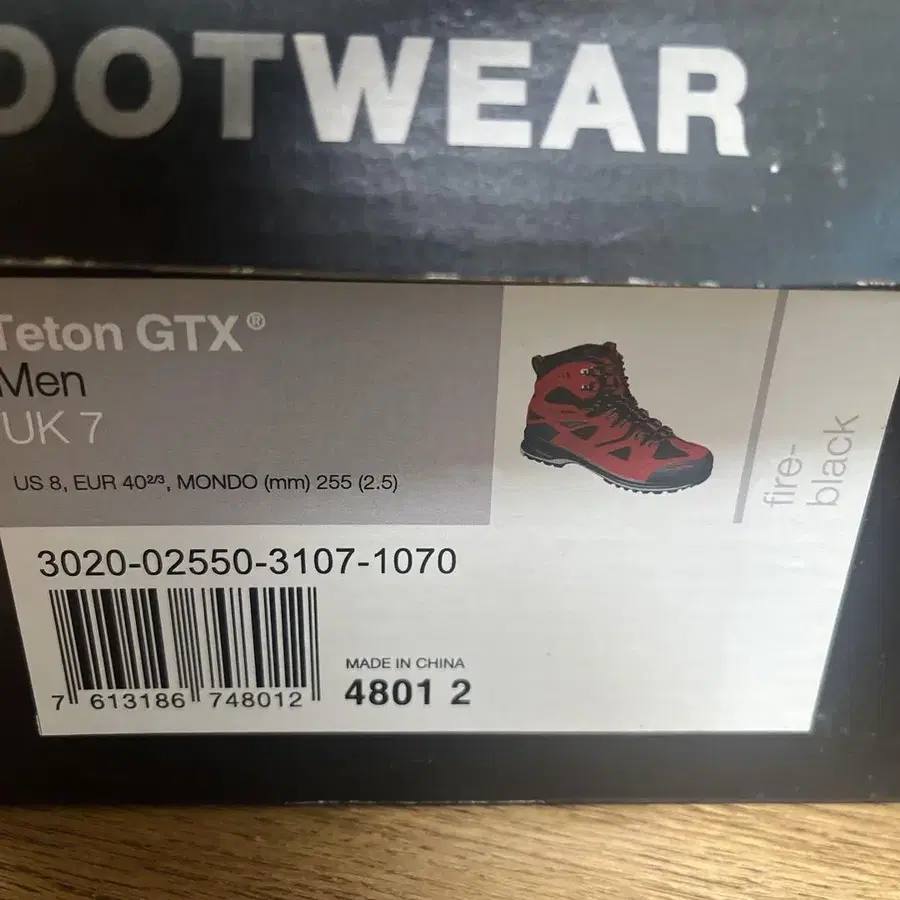 OOTWEAR
Teton GTX®
Men
UK 7
US 8, EUR 40 2/3, MONDO (mm) 255 (2.5)
fire-
black
3020-02550-3107-1070
7 613186 748012
MADE IN CHINA
4801 2